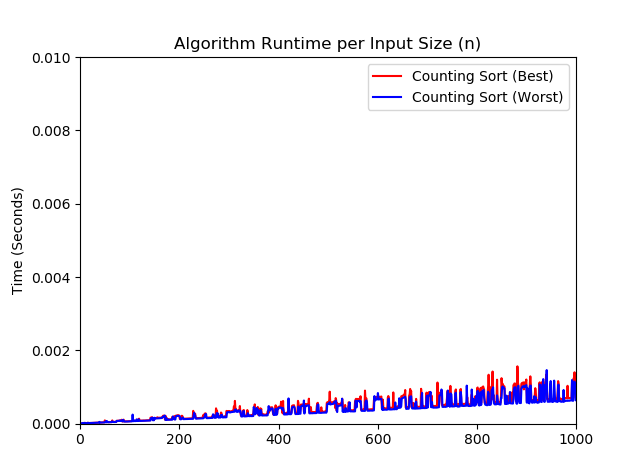 Algorithm Runtime per Input Size (n)
Counting Sort (Best)
Counting Sort (Worst)
Time (Seconds)
0.010
0.008
0.006
0.004
0.002
0.000
0 200 400 600 800 1000